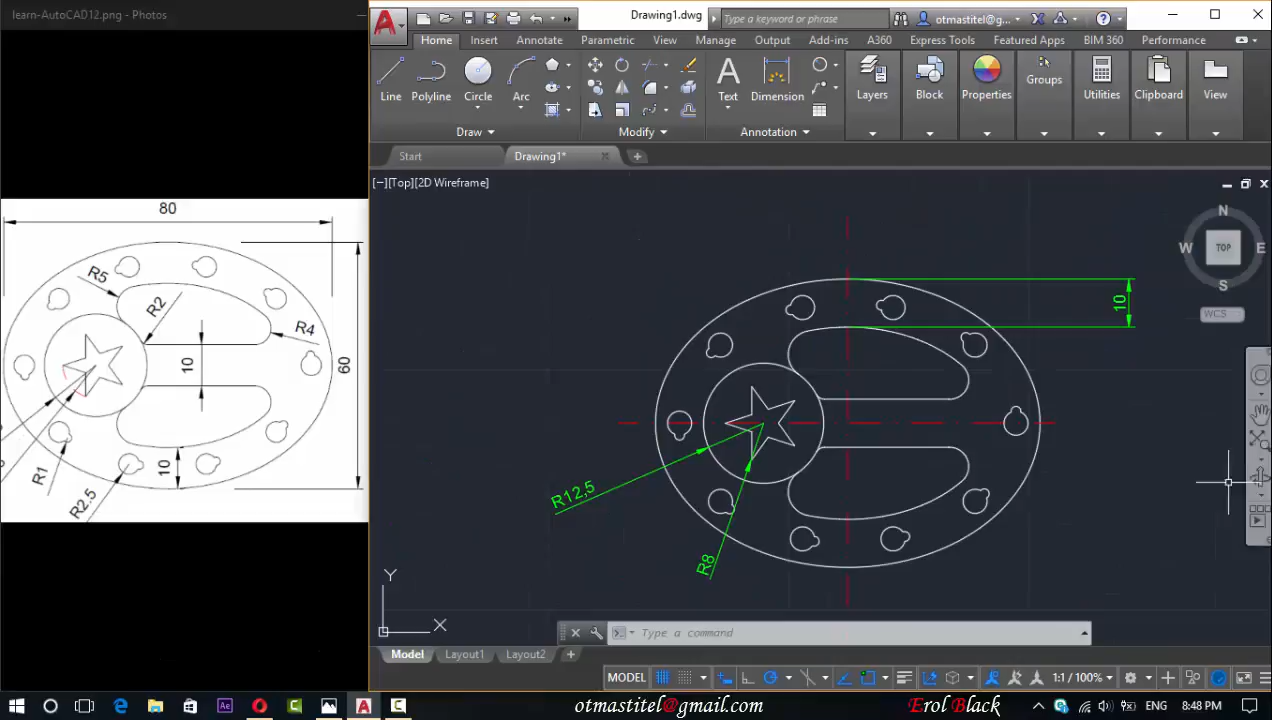 learn-AutoCAD12.png - Photos
Drawing1.dwg
Type a keyword or phrase
otmastitel@g...
Home
Insert
Annotate
Parametric
View
Manage
Output
Add-ins
A360
Express Tools
Featured Apps
BIM 360
Performance
Line
Polyline
Circle
Arc
Text
Dimension
Layers
Block
Properties
Groups
Utilities
Clipboard
View
Draw
Modify
Annotation
Start
Drawing1*
[−][Top][2D Wireframe]
N
W
TOP
E
S
WCS
80
R5
R2
R4
10
60
R1
10
R2.5
10
R12,5
R8
Y
X
Type a command
Model
Layout1
Layout2
MODEL
1:1 / 100%
otmastitel@gmail.com
Erol Black
ENG
8:48 PM